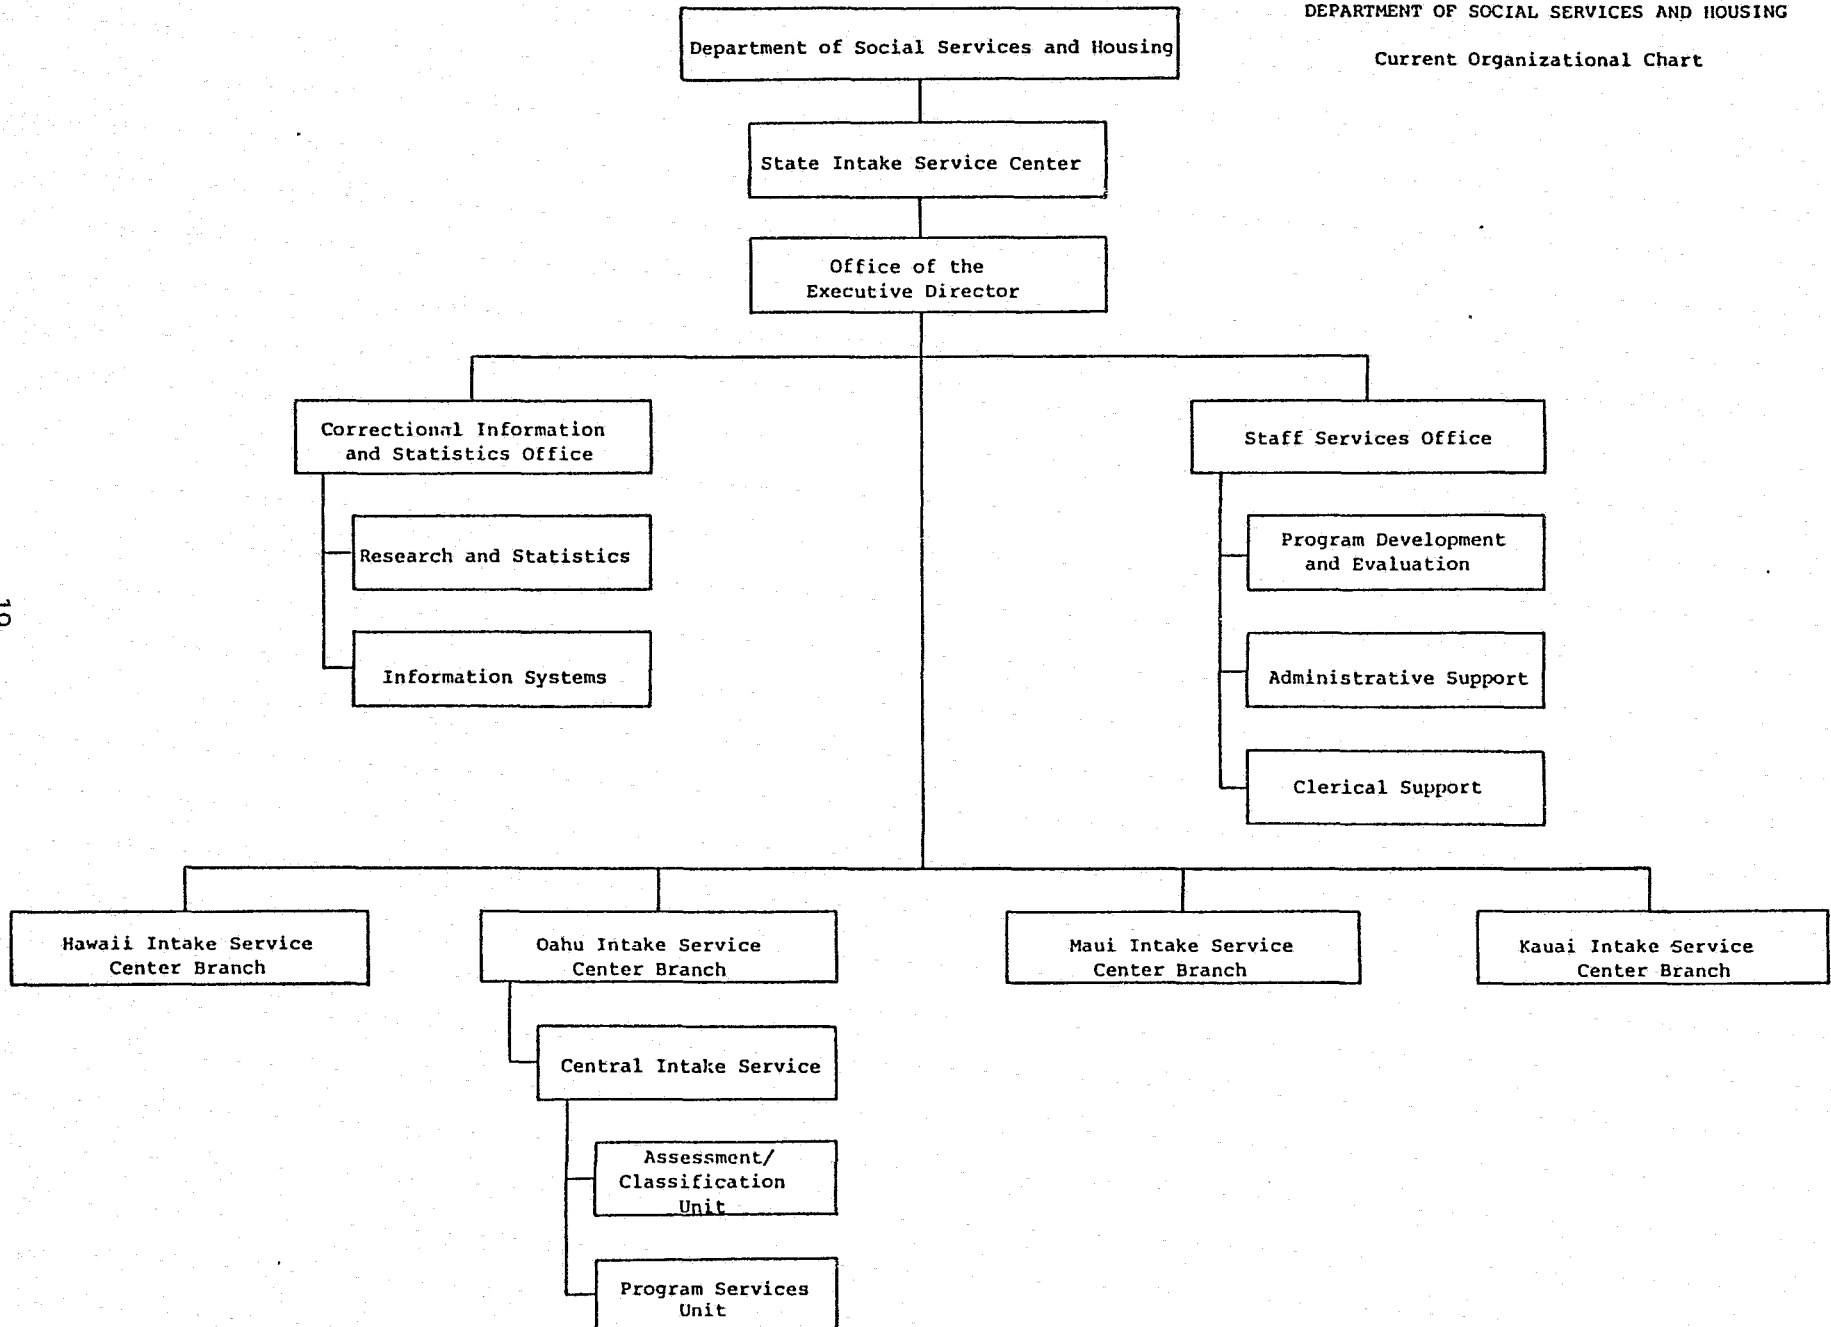 DEPARTMENT OF SOCIAL SERVICES AND HOUSING
Current Organizational Chart
Department of Social Services and Housing
State Intake Service Center
Office of the
Executive Director
Correctional Information
and Statistics Office
Research and Statistics
Information Systems
Staff Services Office
Program Development
and Evaluation
Administrative Support
Clerical Support
Hawaii Intake Service
Center Branch
Oahu Intake Service
Center Branch
Central Intake Service
Assessment/
Classification
Unit
Program Services
Unit
Maui Intake Service
Center Branch
Kauai Intake Service
Center Branch